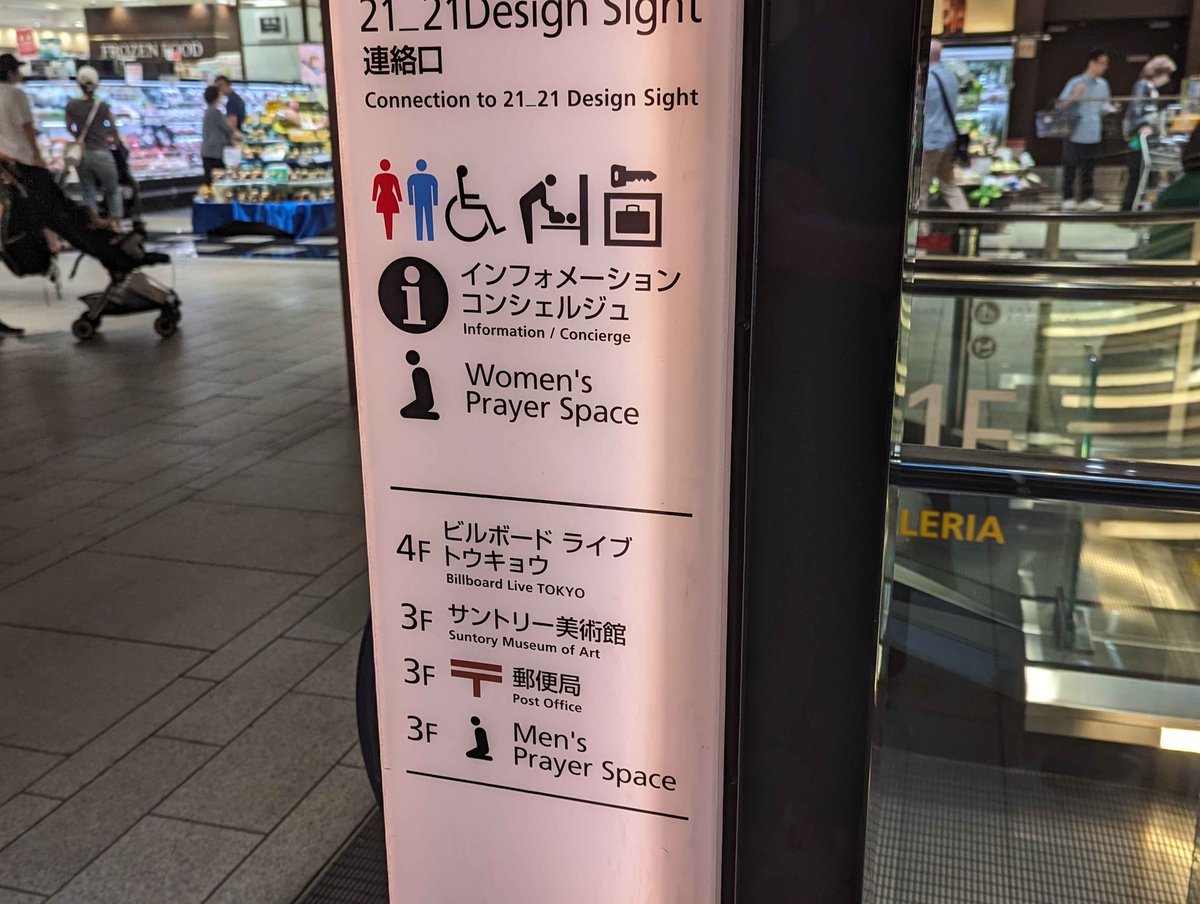 FROZEN FOOD
21_21Design Sight
連絡口
Connection to 21_21 Design Sight
i
インフォメーション
コンシェルジュ
Information / Concierge
Women's
Prayer Space
4F ビルボード ライブ
トウキョウ
Billboard Live TOKYO
3F サントリー美術館
Suntory Museum of Art
3F 〒 郵便局
Post Office
3F Men's
Prayer Space
1F
LERIA